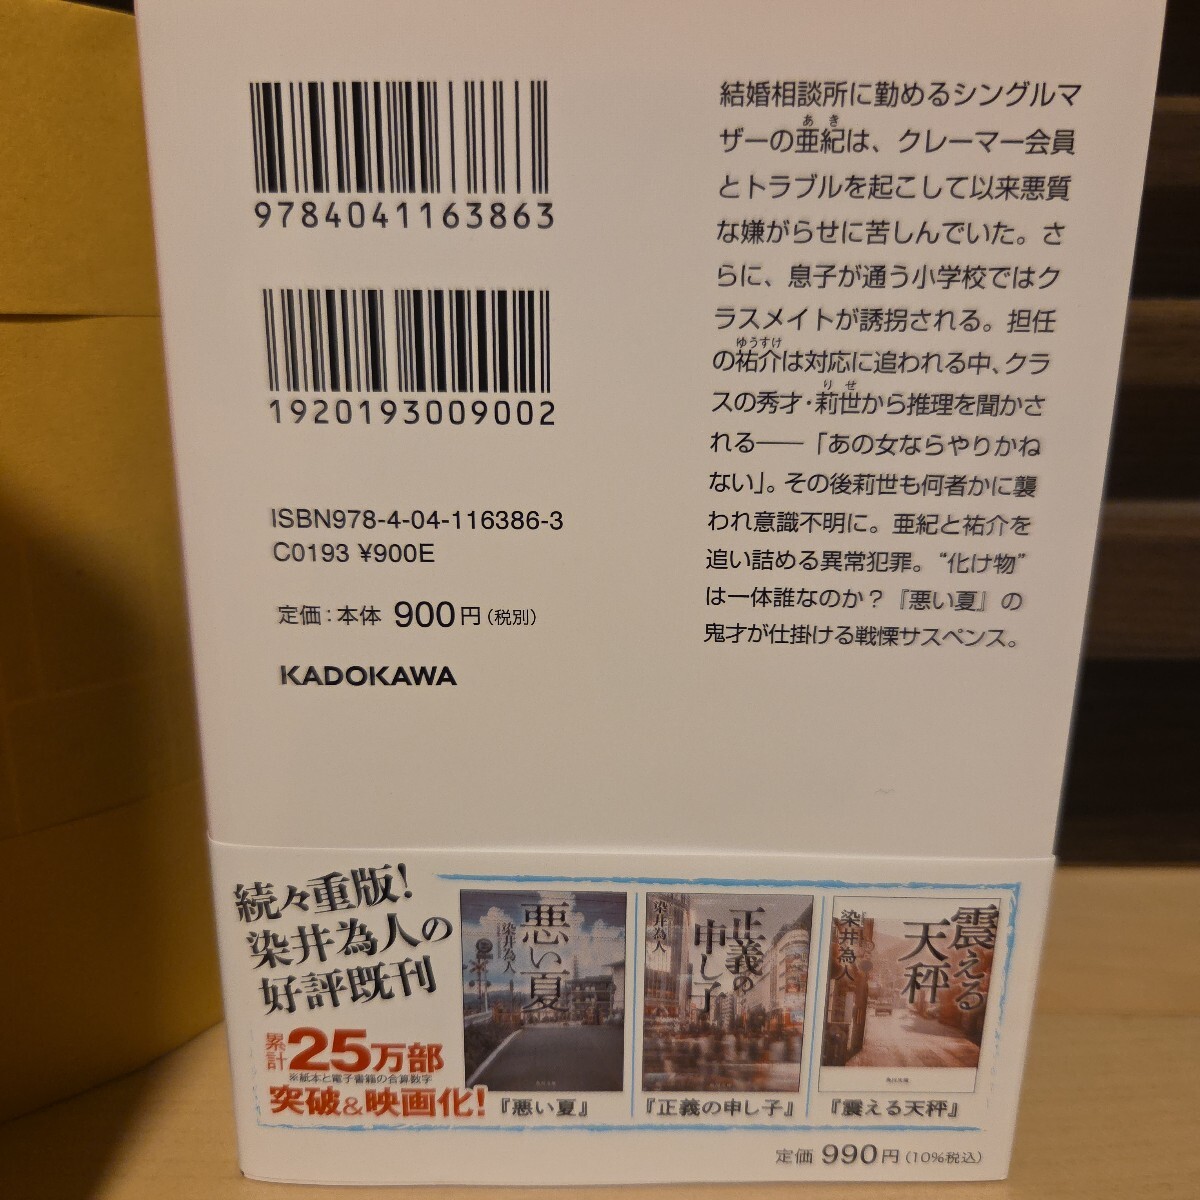 9784041163863
1920193009002
ISBN978-4-04-116386-3
C0193 ¥900E
定価：本体 900円（税別）
KADOKAWA
結婚相談所に勤めるシングルマ
ザーの亜紀は、クレーマー会員
あき
とトラブルを起こして以来悪質
な嫌がらせに苦しんでいた。さ
らに、息子が通う小学校ではク
ラスメイトが誘拐される。担任
の祐介は対応に追われる中、クラ
ゆうすけ
スの秀才・莉世から推理を聞かさ
りせ
れる――「あの女ならやりかね
ない」。その後莉世も何者かに襲
われ意識不明に。亜紀と祐介を
追い詰める異常犯罪。“化け物”
は一体誰なのか？『悪い夏』の
鬼才が仕掛ける戦慄サスペンス。
続々重版！
染井為人の
好評既刊
累計25万部
※紙本と電子書籍の合算数字
突破&映画化！
悪い夏
染井為人
『悪い夏』
正義の申し子
染井為人
『正義の申し子』
震える天秤
染井為人
『震える天秤』
定価 990円（10%税込）